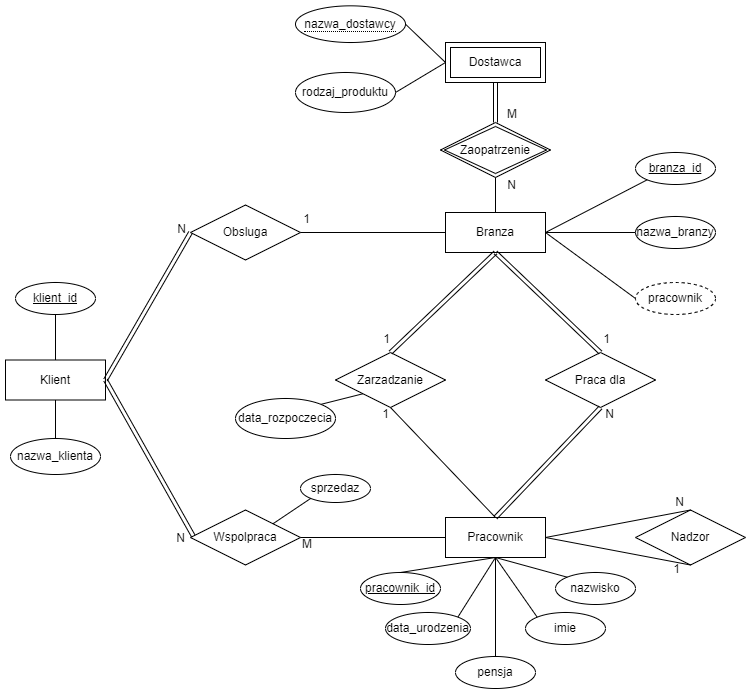 nazwa_dostawcy
Dostawca
rodzaj_produktu
M
Zaopatrzenie
branza_id
N
1
N
Obsluga
Branza
nazwa_branzy
klient_id
pracownik
1
1
Klient
Zarzadzanie
Praca dla
data_rozpoczecia
1
N
nazwa_klienta
sprzedaz
N
N
Wspolpraca
M
Pracownik
Nadzor
1
pracownik_id
nazwisko
data_urodzenia
imie
pensja